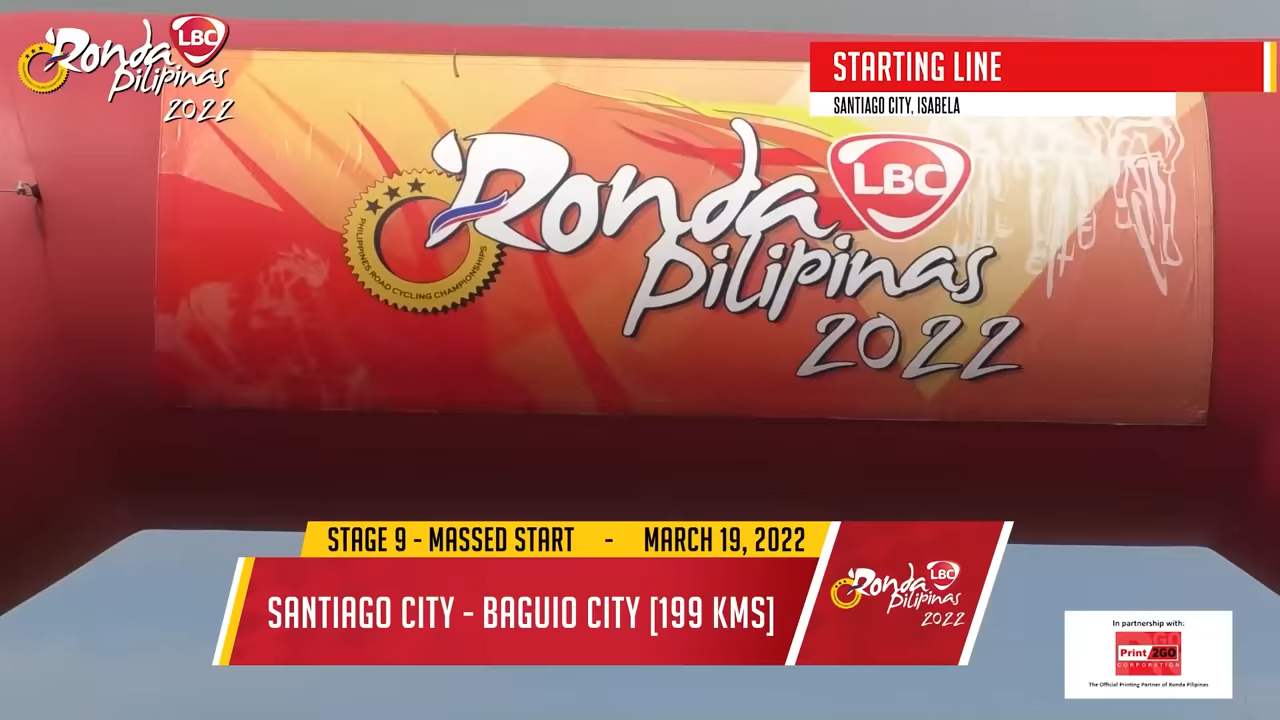 Ronda
LBC
Pilipinas
2022
STARTING LINE
SANTIAGO CITY, ISABELA
Ronda
LBC
Pilipinas
2022
PHILIPPINES ROAD CYCLING CHAMPIONSHIPS
STAGE 9 - MASSED START - MARCH 19, 2022
SANTIAGO CITY - BAGUIO CITY [199 KMS]
Ronda
LBC
Pilipinas
2022
In partnership with:
Print 2GO
CORPORATION
The Official Printing Partner of Ronda Pilipinas